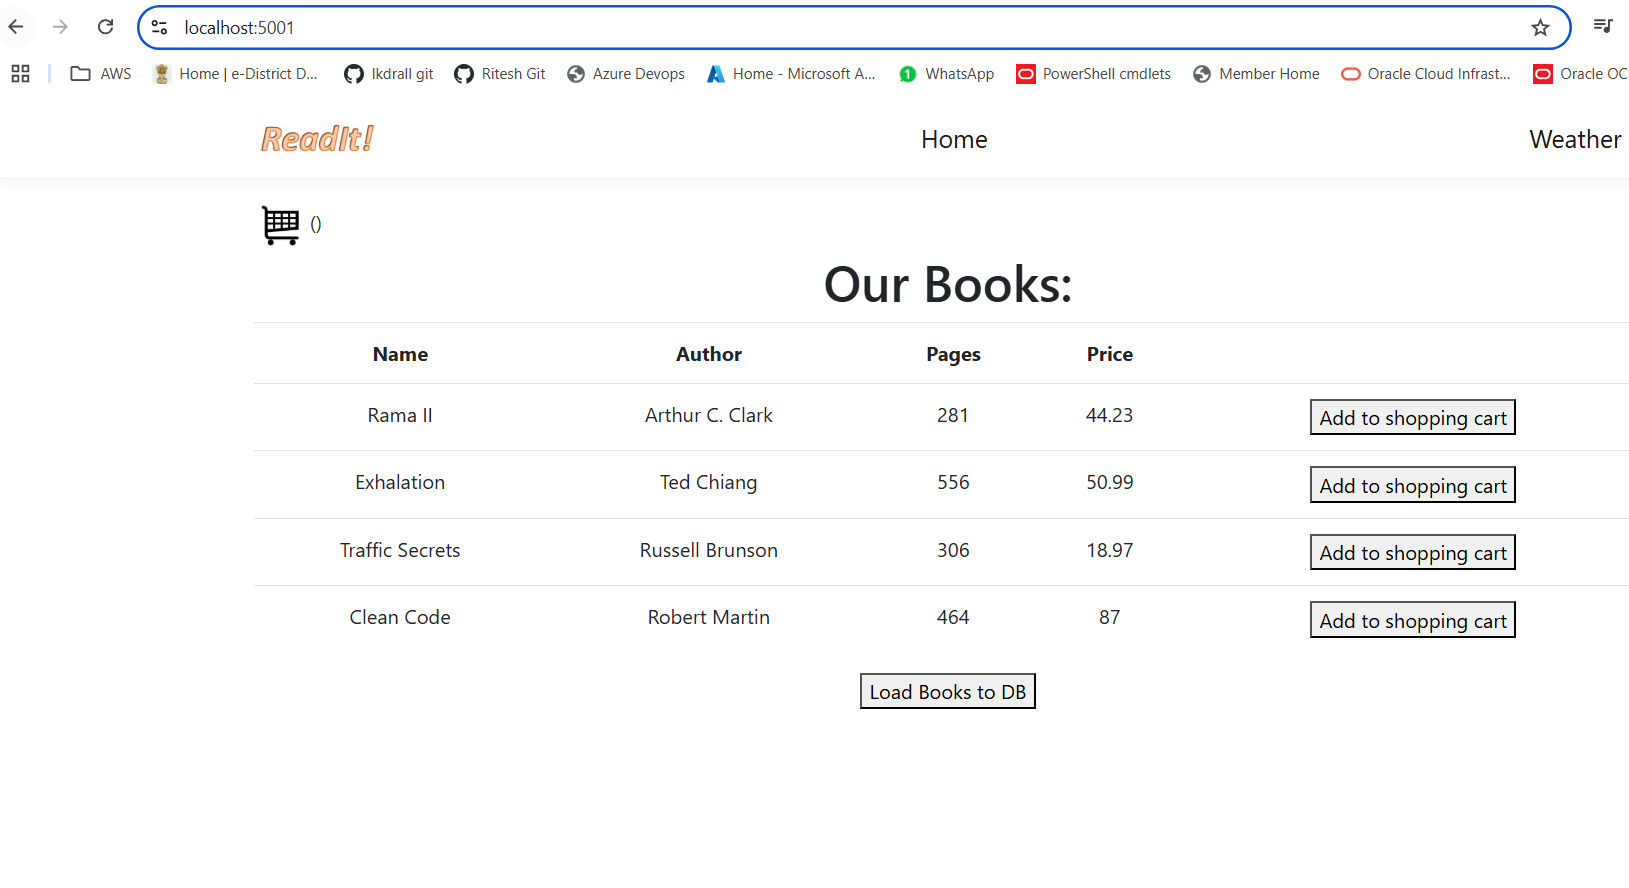 localhost:5001
AWS Home | e-District D... lkdrall git Ritesh Git Azure Devops Home - Microsoft A... 1 WhatsApp PowerShell cmdlets Member Home Oracle Cloud Infrast... Oracle OC
ReadIt! Home Weather
()
Our Books:
Name Author Pages Price
Rama II Arthur C. Clark 281 44.23 Add to shopping cart
Exhalation Ted Chiang 556 50.99 Add to shopping cart
Traffic Secrets Russell Brunson 306 18.97 Add to shopping cart
Clean Code Robert Martin 464 87 Add to shopping cart
Load Books to DB